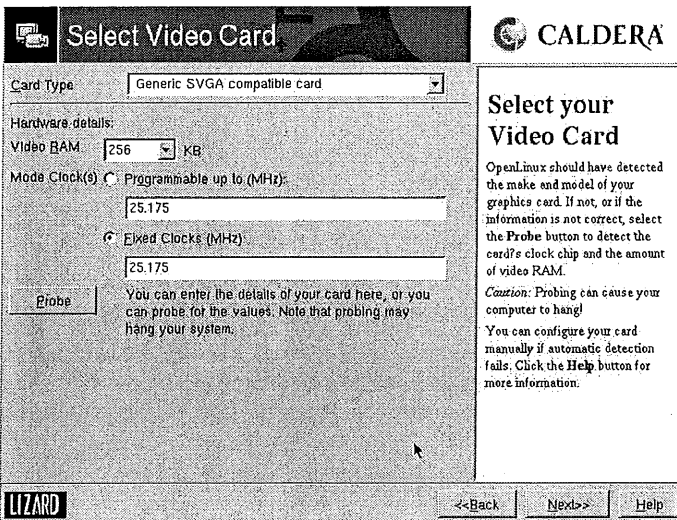 Select Video Card
CALDERA
Card Type
Generic SVGA compatible card
Hardware details:
Video RAM
256
KB
Mode Clock(s)
Programmable up to (MHz):
25.175
Fixed Clocks (MHz):
25.175
Probe
You can enter the details of your card here, or you
can probe for the values. Note that probing may
hang your system.
Select your
Video Card
OpenLinux should have detected
the make and model of your
graphics card. If not, or if the
information is not correct, select
the Probe button to detect the
card?s clock chip and the amount
of video RAM.
Caution: Probing can cause your
computer to hang!
You can configure your card
manually if automatic detection
fails. Click the Help button for
more information.
LIZARD
<<Back
Next>>
Help